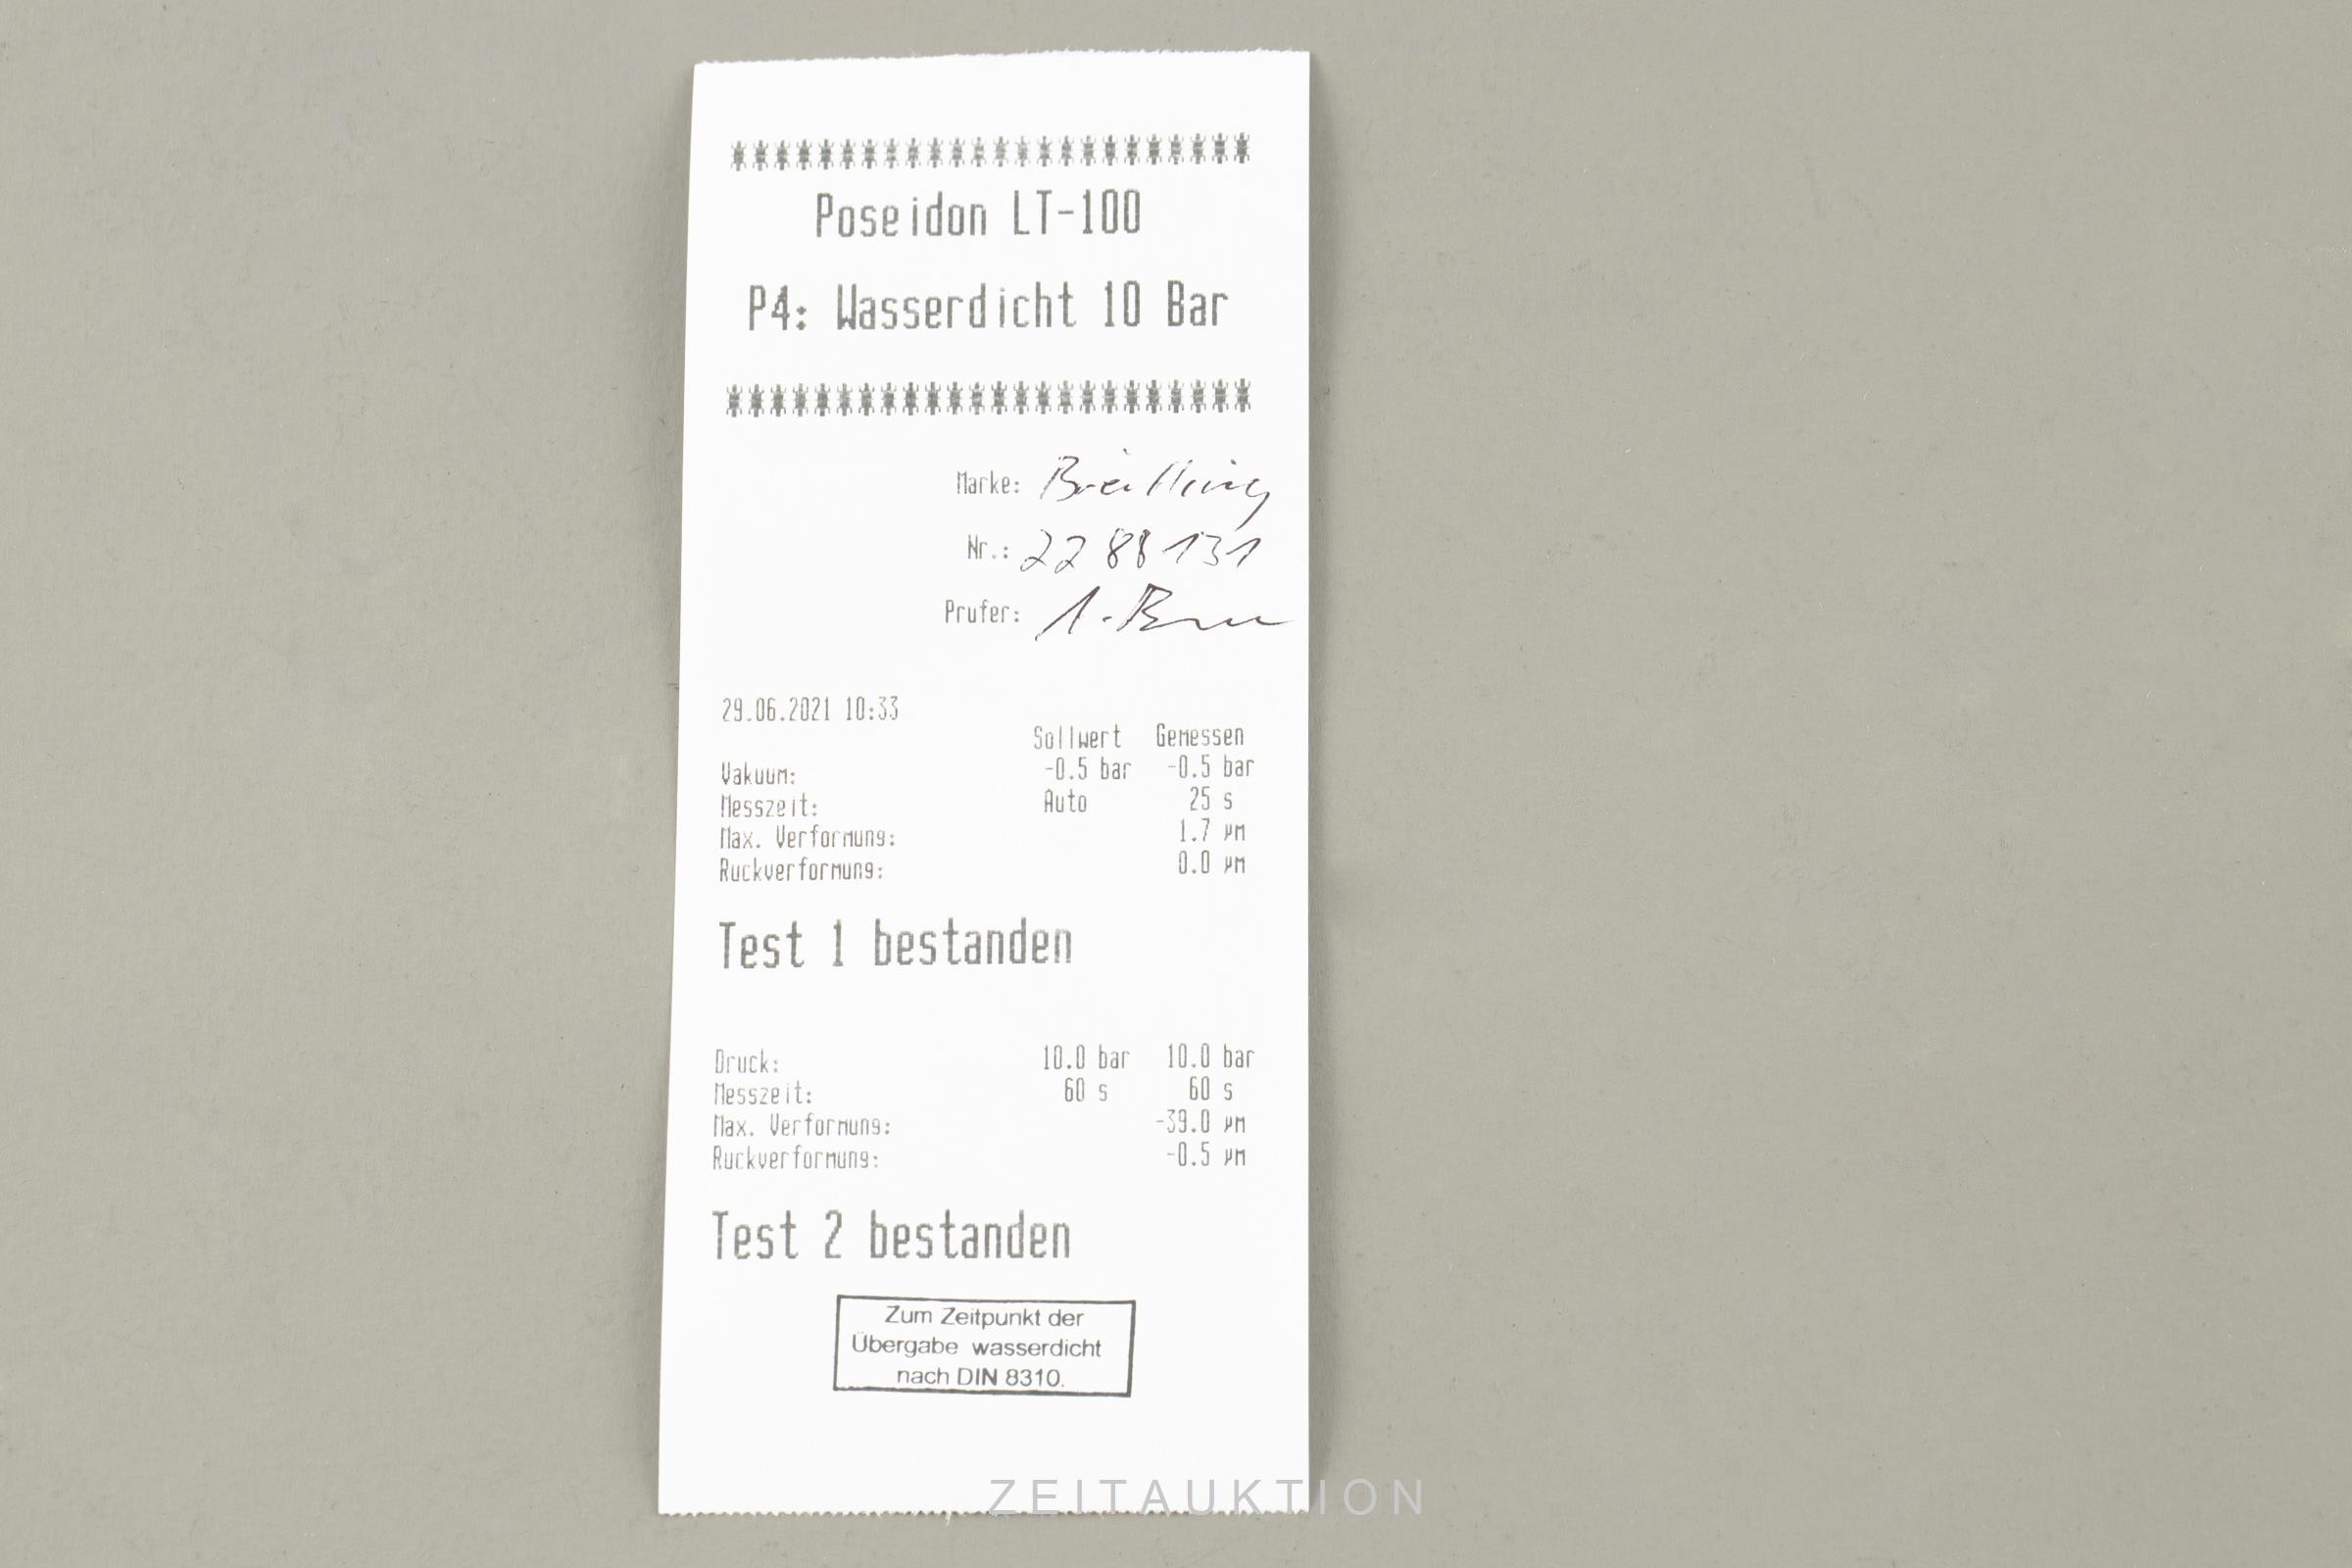 Poseidon LT-100
P4: Wasserdicht 10 Bar
Marke: Breitling
Nr.: 2288131
Prufer:
29.06.2021 10:33
Sollwert Gemessen
Vakuum: -0.5 bar -0.5 bar
Messzeit: Auto 25 s
Max. Verformung: 1.7 µm
Ruckverformung: 0.0 µm
Test 1 bestanden
Druck: 10.0 bar 10.0 bar
Messzeit: 60 s 60 s
Max. Verformung: -39.0 µm
Ruckverformung: -0.5 µm
Test 2 bestanden
Zum Zeitpunkt der
Übergabe wasserdicht
nach DIN 8310.
ZEITAUKTION